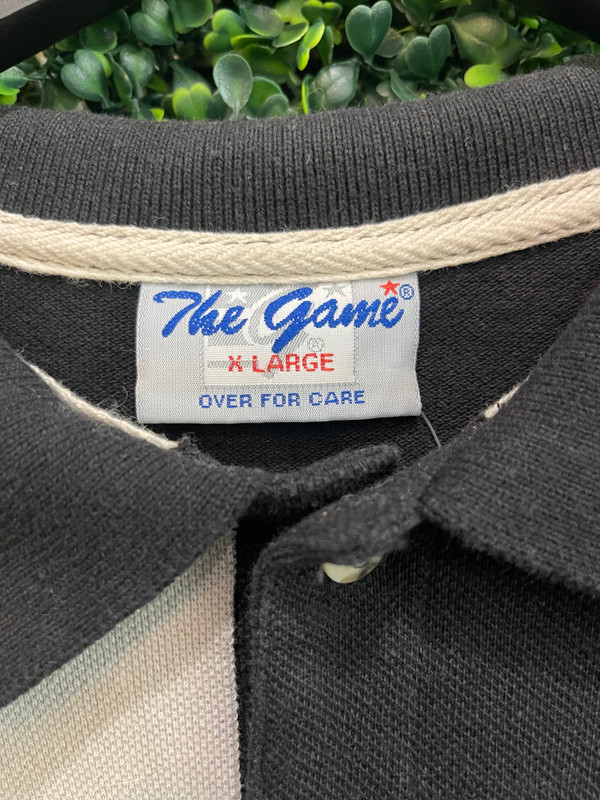 The Game®
®
X LARGE
OVER FOR CARE